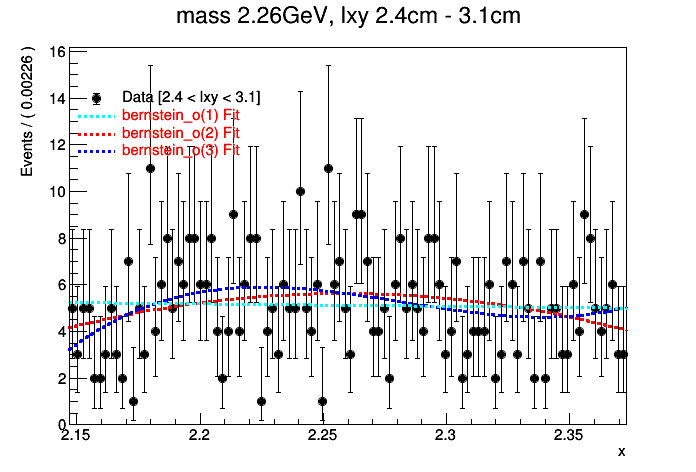 mass 2.26GeV, lxy 2.4cm - 3.1cm
Events / ( 0.00226 )
16
14
12
10
8
6
4
2
0
Data [2.4 < lxy < 3.1]
bernstein_o(1) Fit
bernstein_o(2) Fit
bernstein_o(3) Fit
2.15 2.2 2.25 2.3 2.35
x